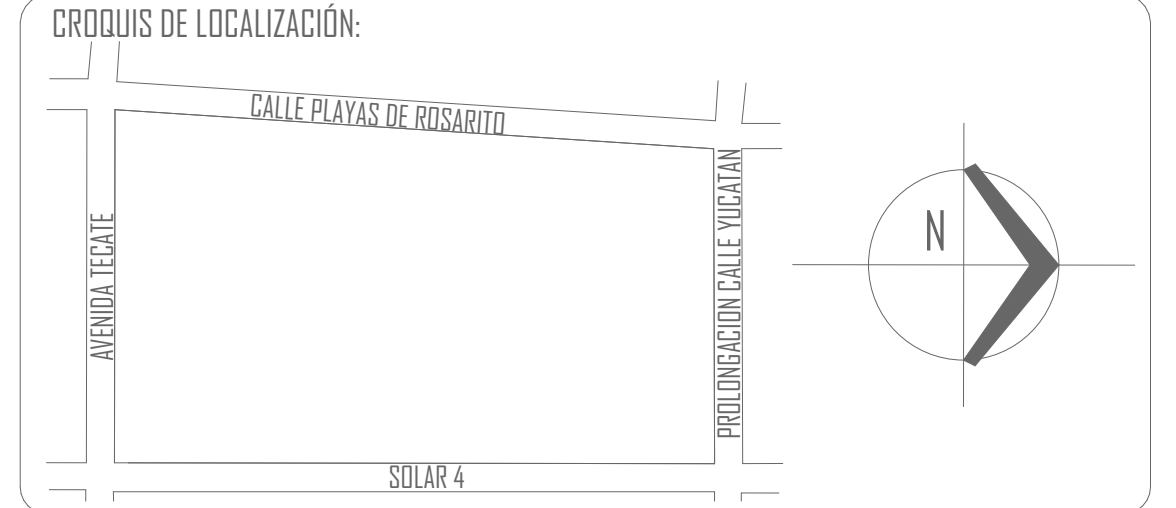 CROQUIS DE LOCALIZACIÓN:
CALLE PLAYAS DE ROSARITO
AVENIDA TECATE
PROLONGACION CALLE YUCATAN
N
SOLAR 4